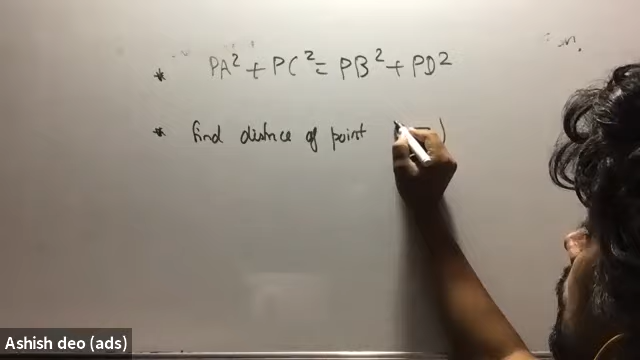 * PA² + PC² = PB² + PD²
* find distnce of point
Ashish deo (ads)